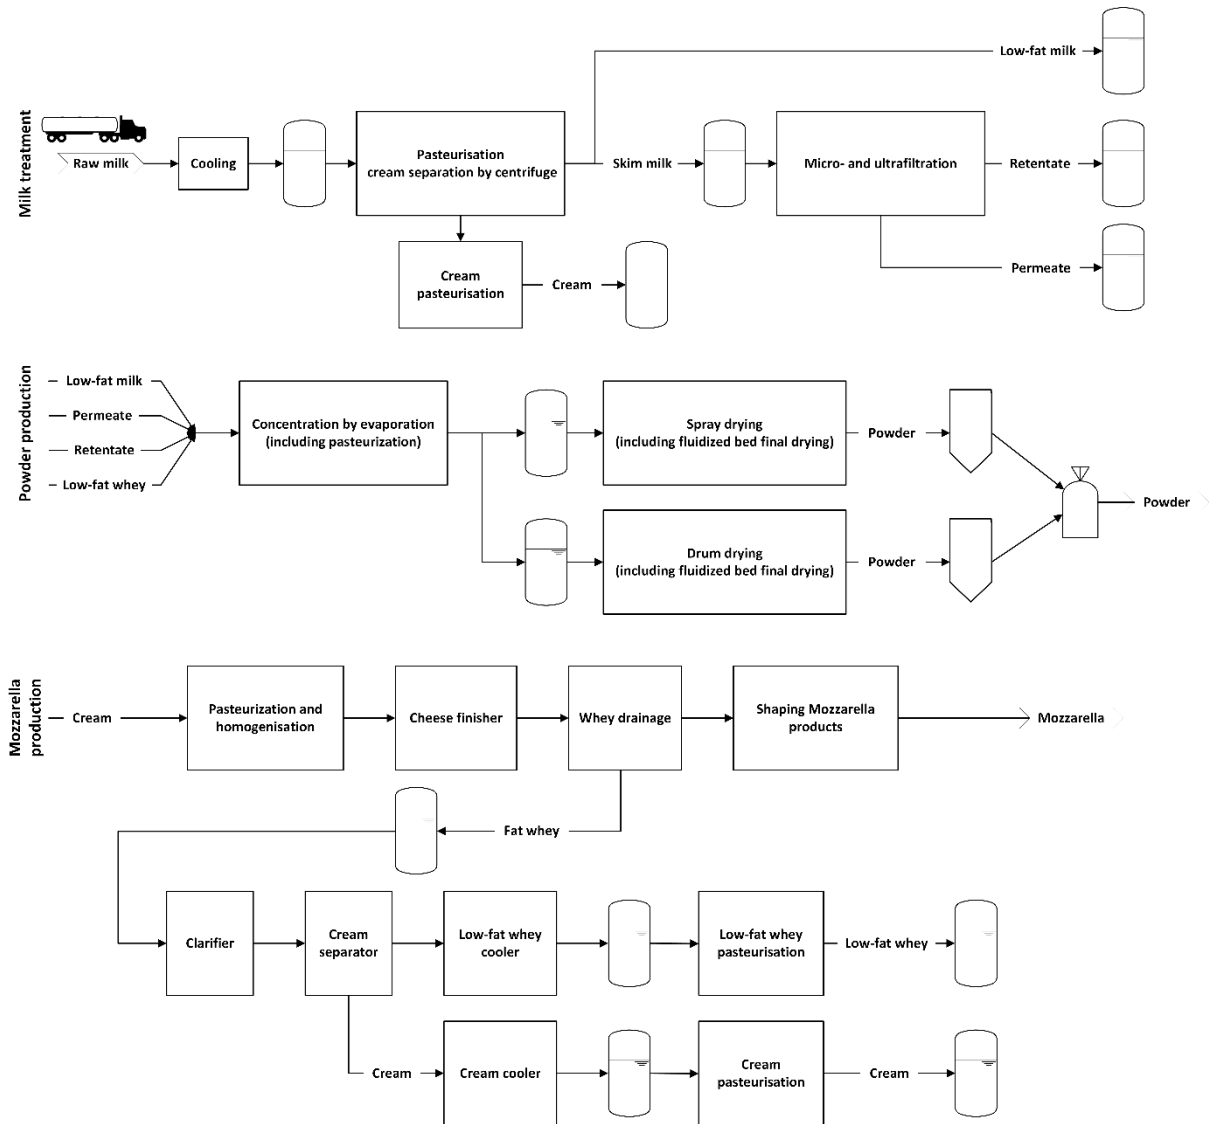 Milk treatment
Low-fat milk
Raw milk
Cooling
Pasteurisation
cream separation by centrifuge
Skim milk
Micro- and ultrafiltration
Retentate
Cream
pasteurisation
Cream
Permeate
Powder production
Low-fat milk
Permeate
Retentate
Low-fat whey
Concentration by evaporation
(including pasteurization)
Spray drying
(including fluidized bed final drying)
Powder
Drum drying
(including fluidized bed final drying)
Powder
Powder
Mozzarella
production
Cream
Pasteurization and
homogenisation
Cheese finisher
Whey drainage
Shaping Mozzarella
products
Mozzarella
Fat whey
Clarifier
Cream
separator
Low-fat whey
cooler
Low-fat whey
pasteurisation
Low-fat whey
Cream
Cream cooler
Cream
pasteurisation
Cream